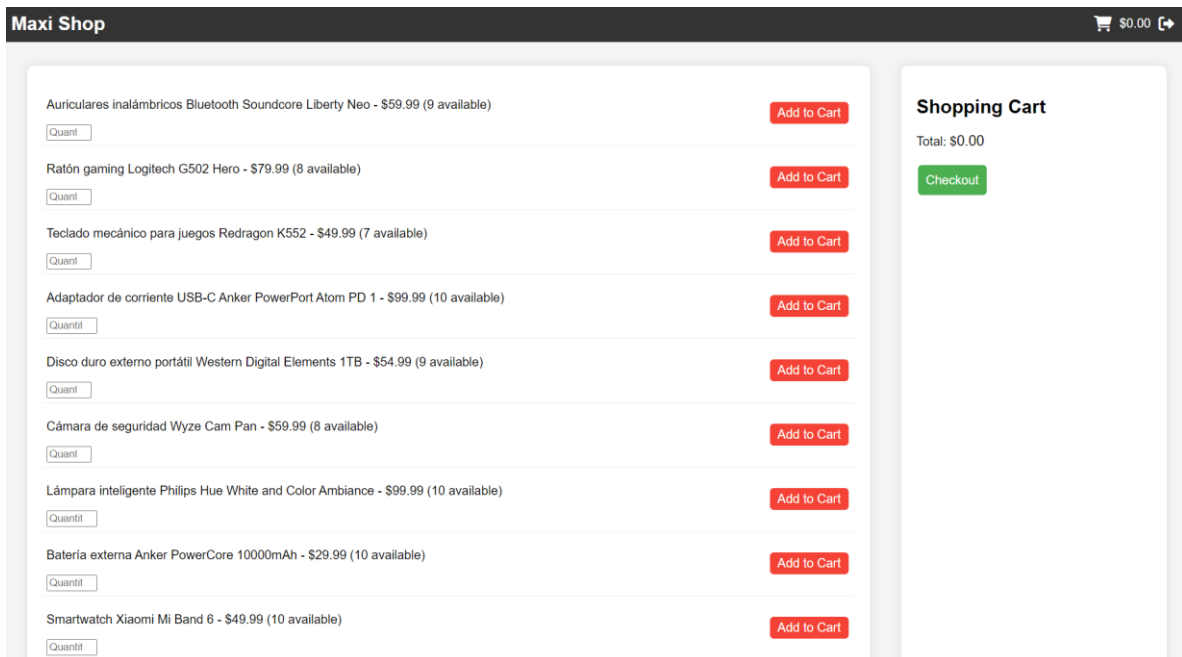 Maxi Shop
$0.00
Auriculares inalámbricos Bluetooth Soundcore Liberty Neo - $59.99 (9 available)
Add to Cart
Quant
Ratón gaming Logitech G502 Hero - $79.99 (8 available)
Add to Cart
Quant
Teclado mecánico para juegos Redragon K552 - $49.99 (7 available)
Add to Cart
Quant
Adaptador de corriente USB-C Anker PowerPort Atom PD 1 - $99.99 (10 available)
Add to Cart
Quantit
Disco duro externo portátil Western Digital Elements 1TB - $54.99 (9 available)
Add to Cart
Quant
Cámara de seguridad Wyze Cam Pan - $59.99 (8 available)
Add to Cart
Quant
Lámpara inteligente Philips Hue White and Color Ambiance - $99.99 (10 available)
Add to Cart
Quantit
Batería externa Anker PowerCore 10000mAh - $29.99 (10 available)
Add to Cart
Quantit
Smartwatch Xiaomi Mi Band 6 - $49.99 (10 available)
Add to Cart
Quantit
Shopping Cart
Total: $0.00
Checkout